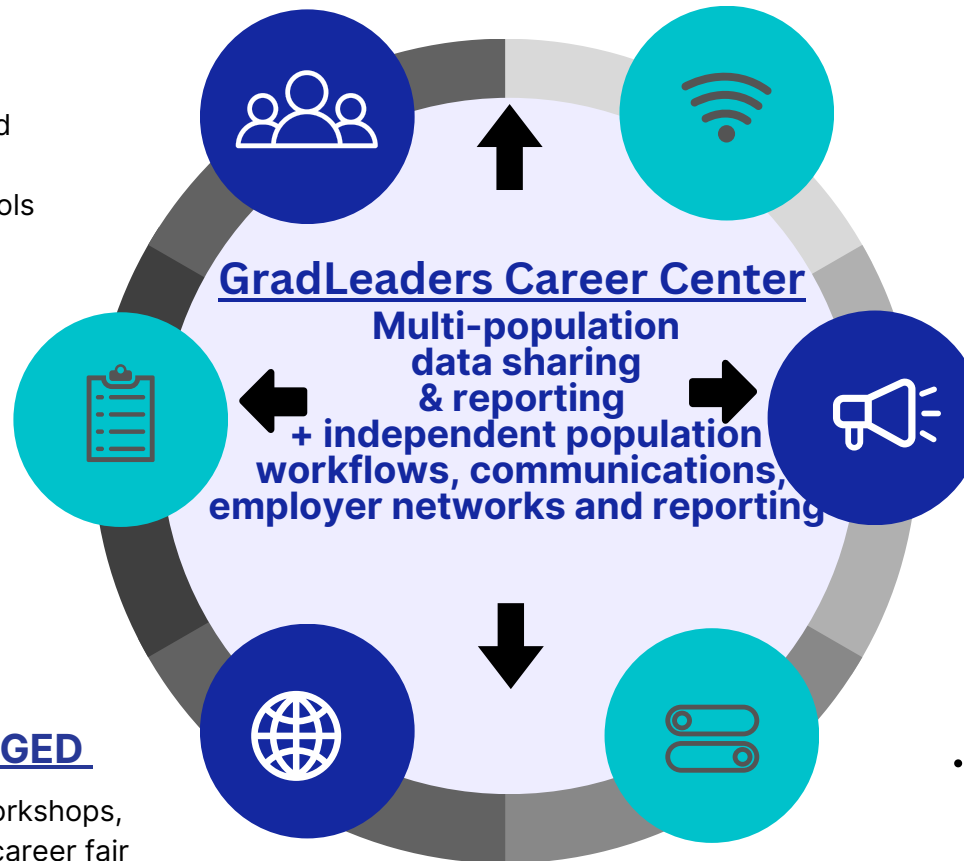 d
ols
GradLeaders Career Center
Multi-population
data sharing
& reporting
+ independent population
workflows, communications,
employer networks and reporting
GED
orkshops,
career fair
•